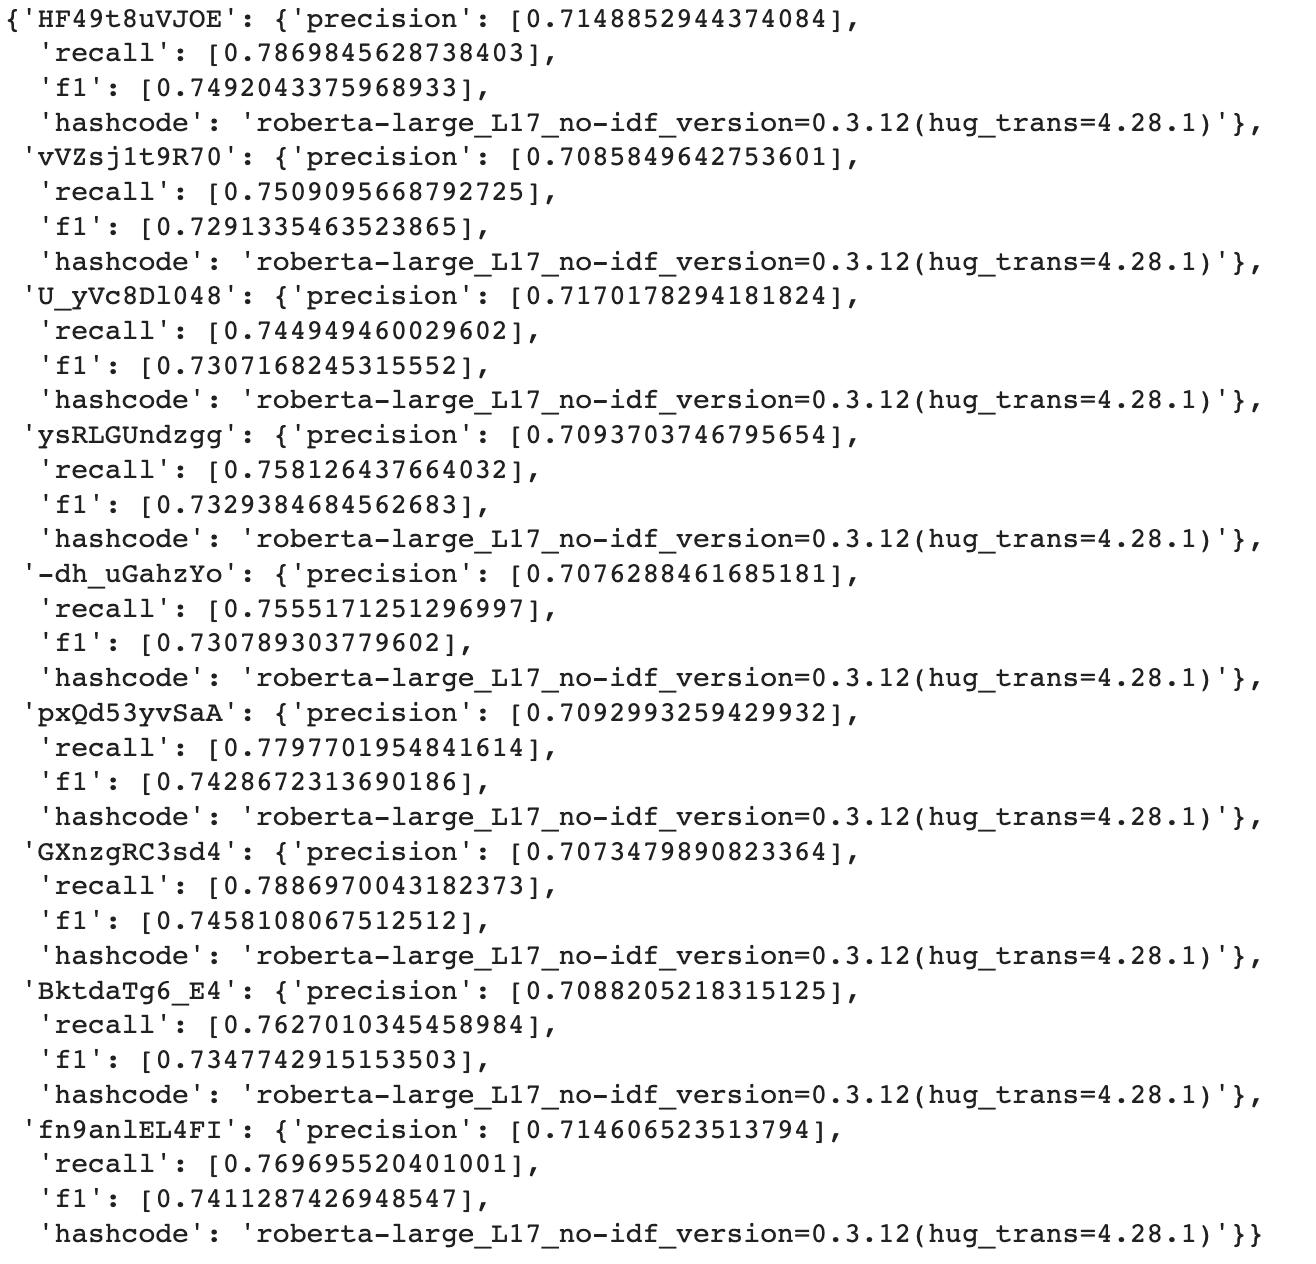 {'HF49t8uVJOE': {'precision': [0.7148852944374084],
'recall': [0.7869845628738403],
'f1': [0.7492043375968933],
'hashcode': 'roberta-large_L17_no-idf_version=0.3.12(hug_trans=4.28.1)'},
'vVZsj1t9R70': {'precision': [0.7085849642753601],
'recall': [0.7509095668792725],
'f1': [0.7291335463523865],
'hashcode': 'roberta-large_L17_no-idf_version=0.3.12(hug_trans=4.28.1)'},
'U_yVc8Dl048': {'precision': [0.7170178294181824],
'recall': [0.744949460029602],
'f1': [0.7307168245315552],
'hashcode': 'roberta-large_L17_no-idf_version=0.3.12(hug_trans=4.28.1)'},
'ysRLGUndzgg': {'precision': [0.7093703746795654],
'recall': [0.758126437664032],
'f1': [0.7329384684562683],
'hashcode': 'roberta-large_L17_no-idf_version=0.3.12(hug_trans=4.28.1)'},
'-dh_uGahzYo': {'precision': [0.7076288461685181],
'recall': [0.7555171251296997],
'f1': [0.730789303779602],
'hashcode': 'roberta-large_L17_no-idf_version=0.3.12(hug_trans=4.28.1)'},
'pxQd53yvSaA': {'precision': [0.7092993259429932],
'recall': [0.7797701954841614],
'f1': [0.7428672313690186],
'hashcode': 'roberta-large_L17_no-idf_version=0.3.12(hug_trans=4.28.1)'},
'GXnzgRC3sd4': {'precision': [0.7073479890823364],
'recall': [0.7886970043182373],
'f1': [0.7458108067512512],
'hashcode': 'roberta-large_L17_no-idf_version=0.3.12(hug_trans=4.28.1)'},
'BktdaTg6_E4': {'precision': [0.7088205218315125],
'recall': [0.7627010345458984],
'f1': [0.7347742915153503],
'hashcode': 'roberta-large_L17_no-idf_version=0.3.12(hug_trans=4.28.1)'},
'fn9anlEL4FI': {'precision': [0.714606523513794],
'recall': [0.769695520401001],
'f1': [0.7411287426948547],
'hashcode': 'roberta-large_L17_no-idf_version=0.3.12(hug_trans=4.28.1)'}}